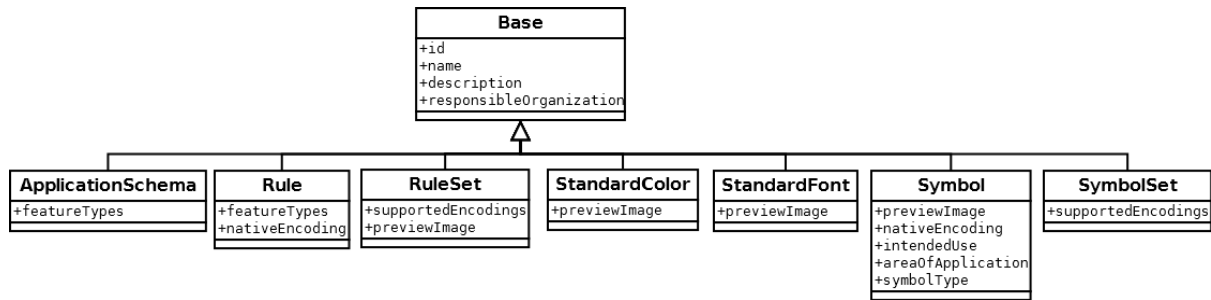 Base
+id
+name
+description
+responsibleOrganization
ApplicationSchema
+featureTypes
Rule
+featureTypes
+nativeEncoding
RuleSet
+supportedEncodings
+previewImage
StandardColor
+previewImage
StandardFont
+previewImage
Symbol
+previewImage
+nativeEncoding
+intendedUse
+areaOfApplication
+symbolType
SymbolSet
+supportedEncodings